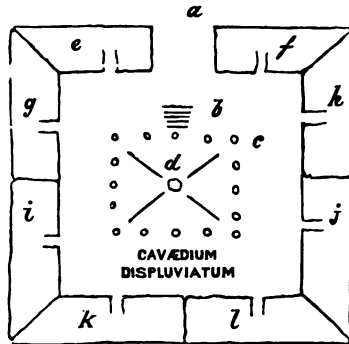 a
e f
g b h
c
d
i j
CAVÆDIUM
DISPLUVIATUM
k l